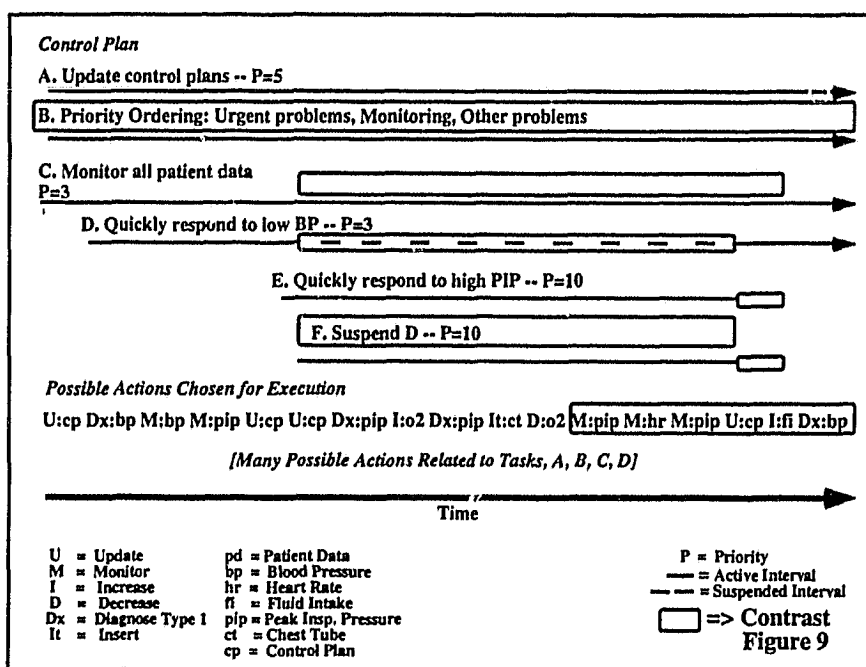 Control Plan
A. Update control plans -- P=5
B. Priority Ordering: Urgent problems, Monitoring, Other problems
C. Monitor all patient data
P=3
D. Quickly respond to low BP -- P=3
E. Quickly respond to high PIP -- P=10
F. Suspend D -- P=10
Possible Actions Chosen for Execution
U:cp Dx:bp M:bp M:pip U:cp U:cp Dx:pip I:o2 Dx:pip It:ct D:o2 M:pip M:hr M:pip U:cp I:fi Dx:bp
[Many Possible Actions Related to Tasks, A, B, C, D]
Time
U = Update
M = Monitor
I = Increase
D = Decrease
Dx = Diagnose Type 1
It = Insert
pd = Patient Data
bp = Blood Pressure
hr = Heart Rate
fi = Fluid Intake
pip = Peak Insp. Pressure
ct = Chest Tube
cp = Control Plan
P = Priority
= Active Interval
= Suspended Interval
=> Contrast
Figure 9